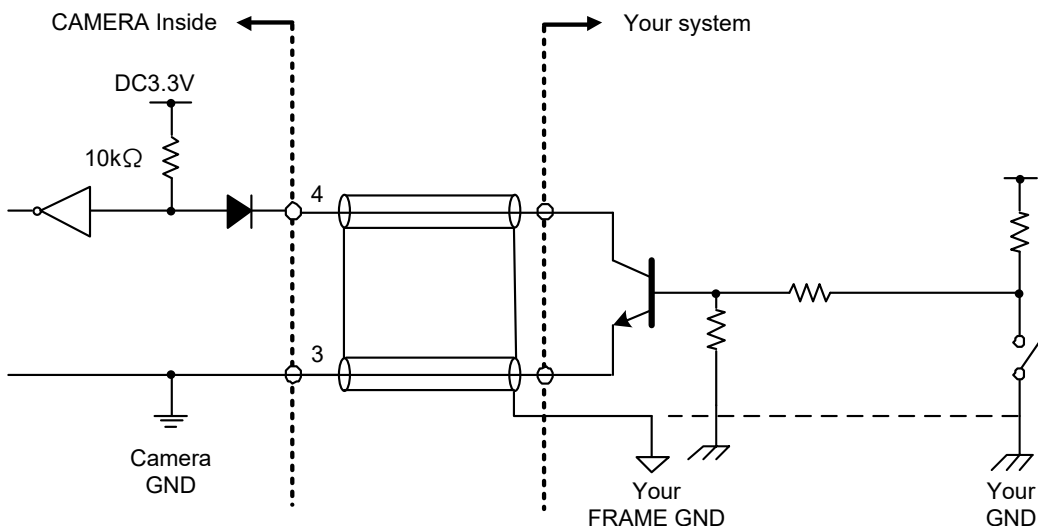 CAMERA Inside
Your system
DC3.3V
10kΩ
4
3
Camera
GND
Your
FRAME GND
Your
GND